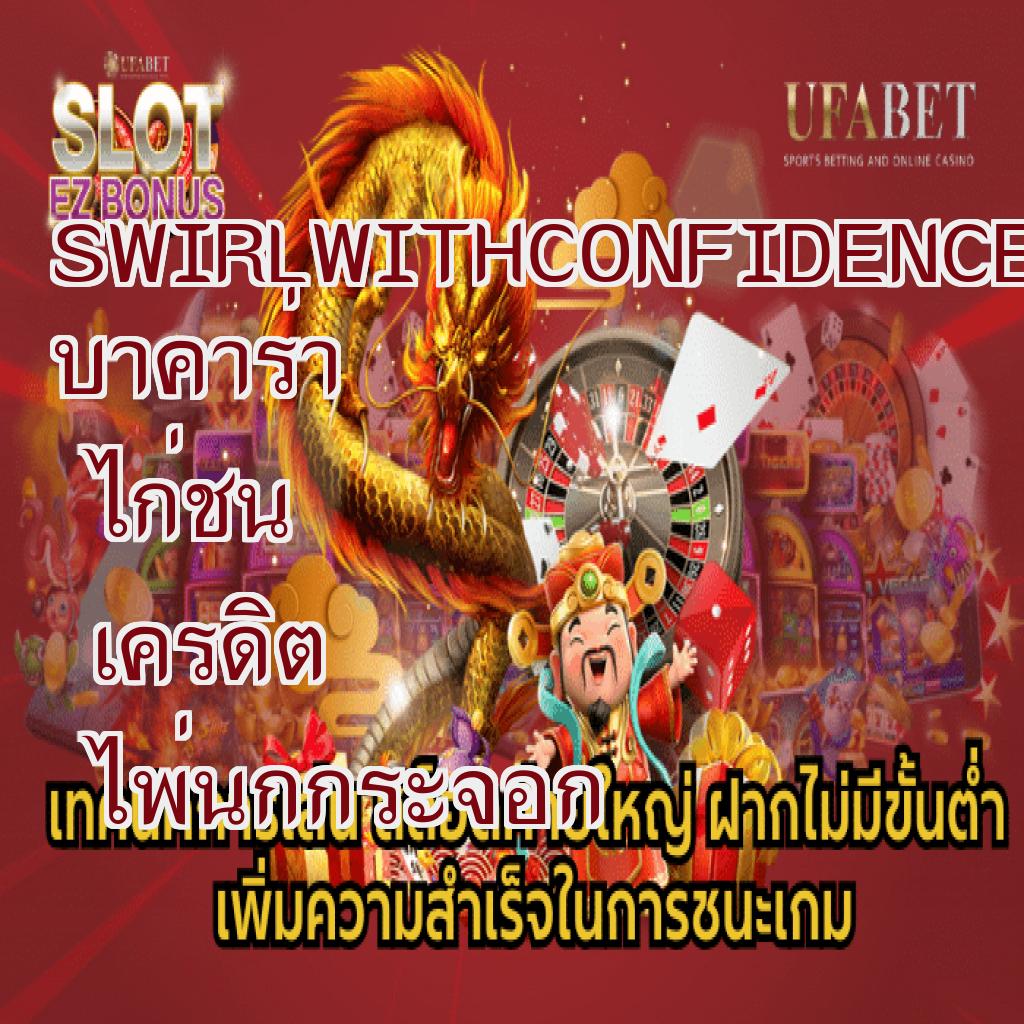 UFABET
SLOT
EZ BONUS
UFABET
SPORTS BETTING AND ONLINE CASINO
SWIRLWITHCONFIDENCE
บาคาร่า
ไก่ชน
เครดิต
ไพ่นกกระจอก
ใหญ่ ฝากไม่มีขั้นต่ำ
เพิ่มความสำเร็จในการชนะเกม